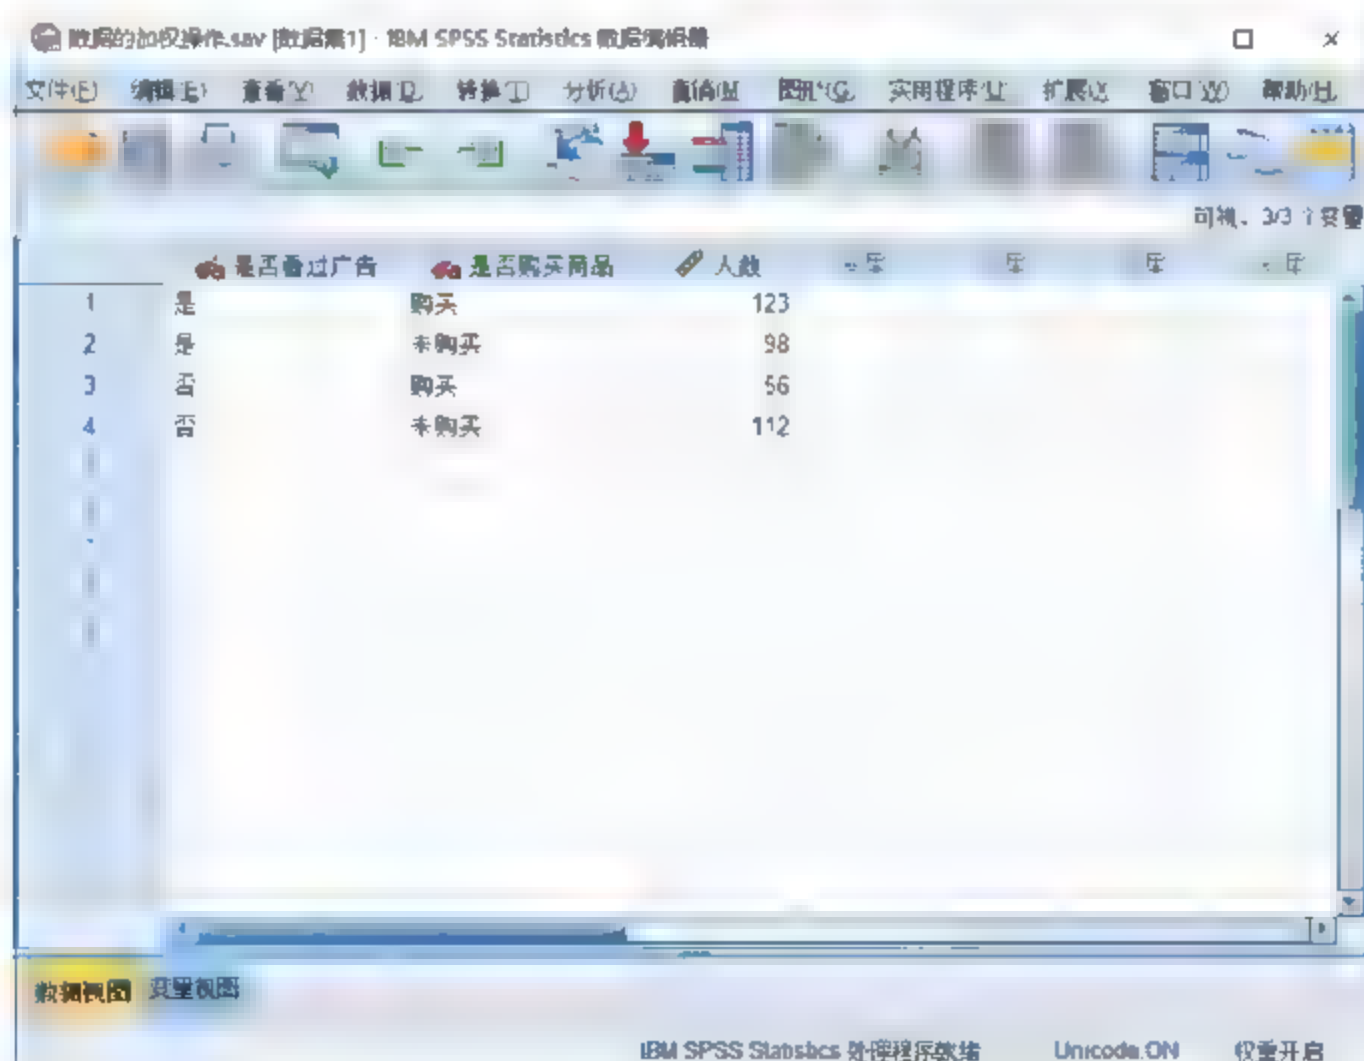 数据的加权操作.sav [数据集1] - IBM SPSS Statistics 数据编辑器
文件(E) 编辑(E) 查看(V) 数据(D) 转换(T) 分析(A) 直销(M) 图形(G) 实用程序(U) 扩展(X) 窗口(W) 帮助(H)
3/3 个变量
是否看过广告 是否购买商品 人数
1 是 购买 123
2 是 未购买 98
3 否 购买 56
4 否 未购买 112
数据视图 变量视图
IBM SPSS Statistics 处理程序就绪 Unicode:ON 权重开启